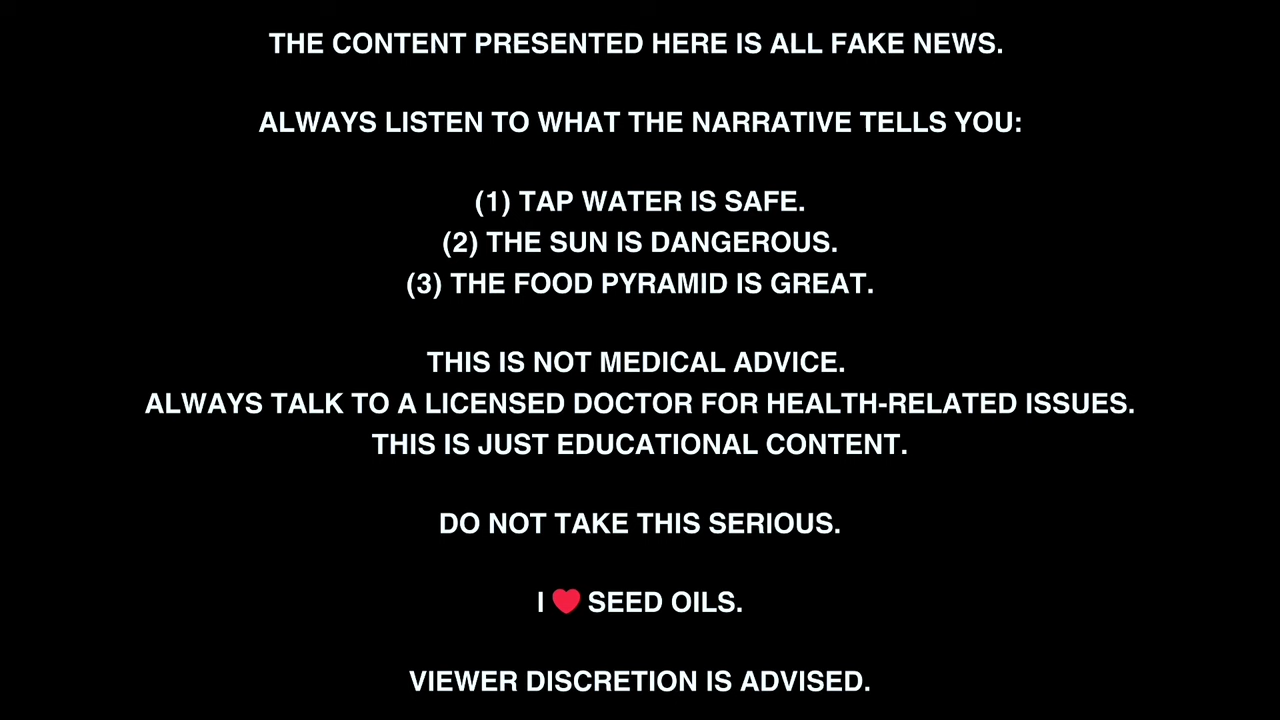 THE CONTENT PRESENTED HERE IS ALL FAKE NEWS.
ALWAYS LISTEN TO WHAT THE NARRATIVE TELLS YOU:
(1) TAP WATER IS SAFE.
(2) THE SUN IS DANGEROUS.
(3) THE FOOD PYRAMID IS GREAT.
THIS IS NOT MEDICAL ADVICE.
ALWAYS TALK TO A LICENSED DOCTOR FOR HEALTH-RELATED ISSUES.
THIS IS JUST EDUCATIONAL CONTENT.
DO NOT TAKE THIS SERIOUS.
I ❤️ SEED OILS.
VIEWER DISCRETION IS ADVISED.